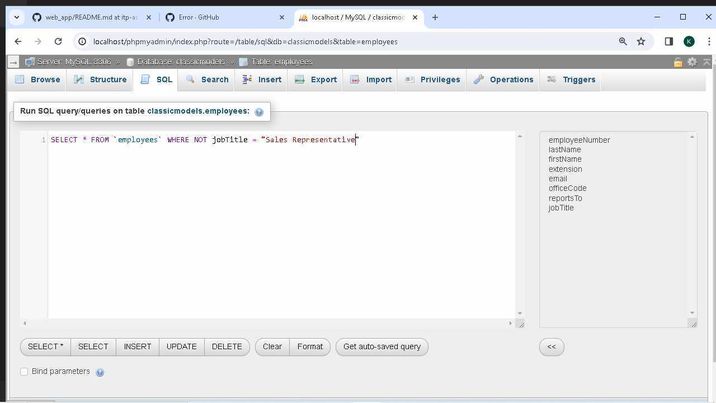 web_app/README.md at itp-as
Error · GitHub
localhost / MySQL / classicmod
localhost/phpmyadmin/index.php?route=/table/sql&db=classicmodels&table=employees
K
Server: MySQL:3306 » Database: classicmodels » Table: employees
Browse Structure SQL Search Insert Export Import Privileges Operations Triggers
Run SQL query/queries on table classicmodels.employees:
1 SELECT * FROM `employees` WHERE NOT jobTitle = "Sales Representative"
employeeNumber
lastName
firstName
extension
email
officeCode
reportsTo
jobTitle
SELECT * SELECT INSERT UPDATE DELETE Clear Format Get auto-saved query <<
Bind parameters